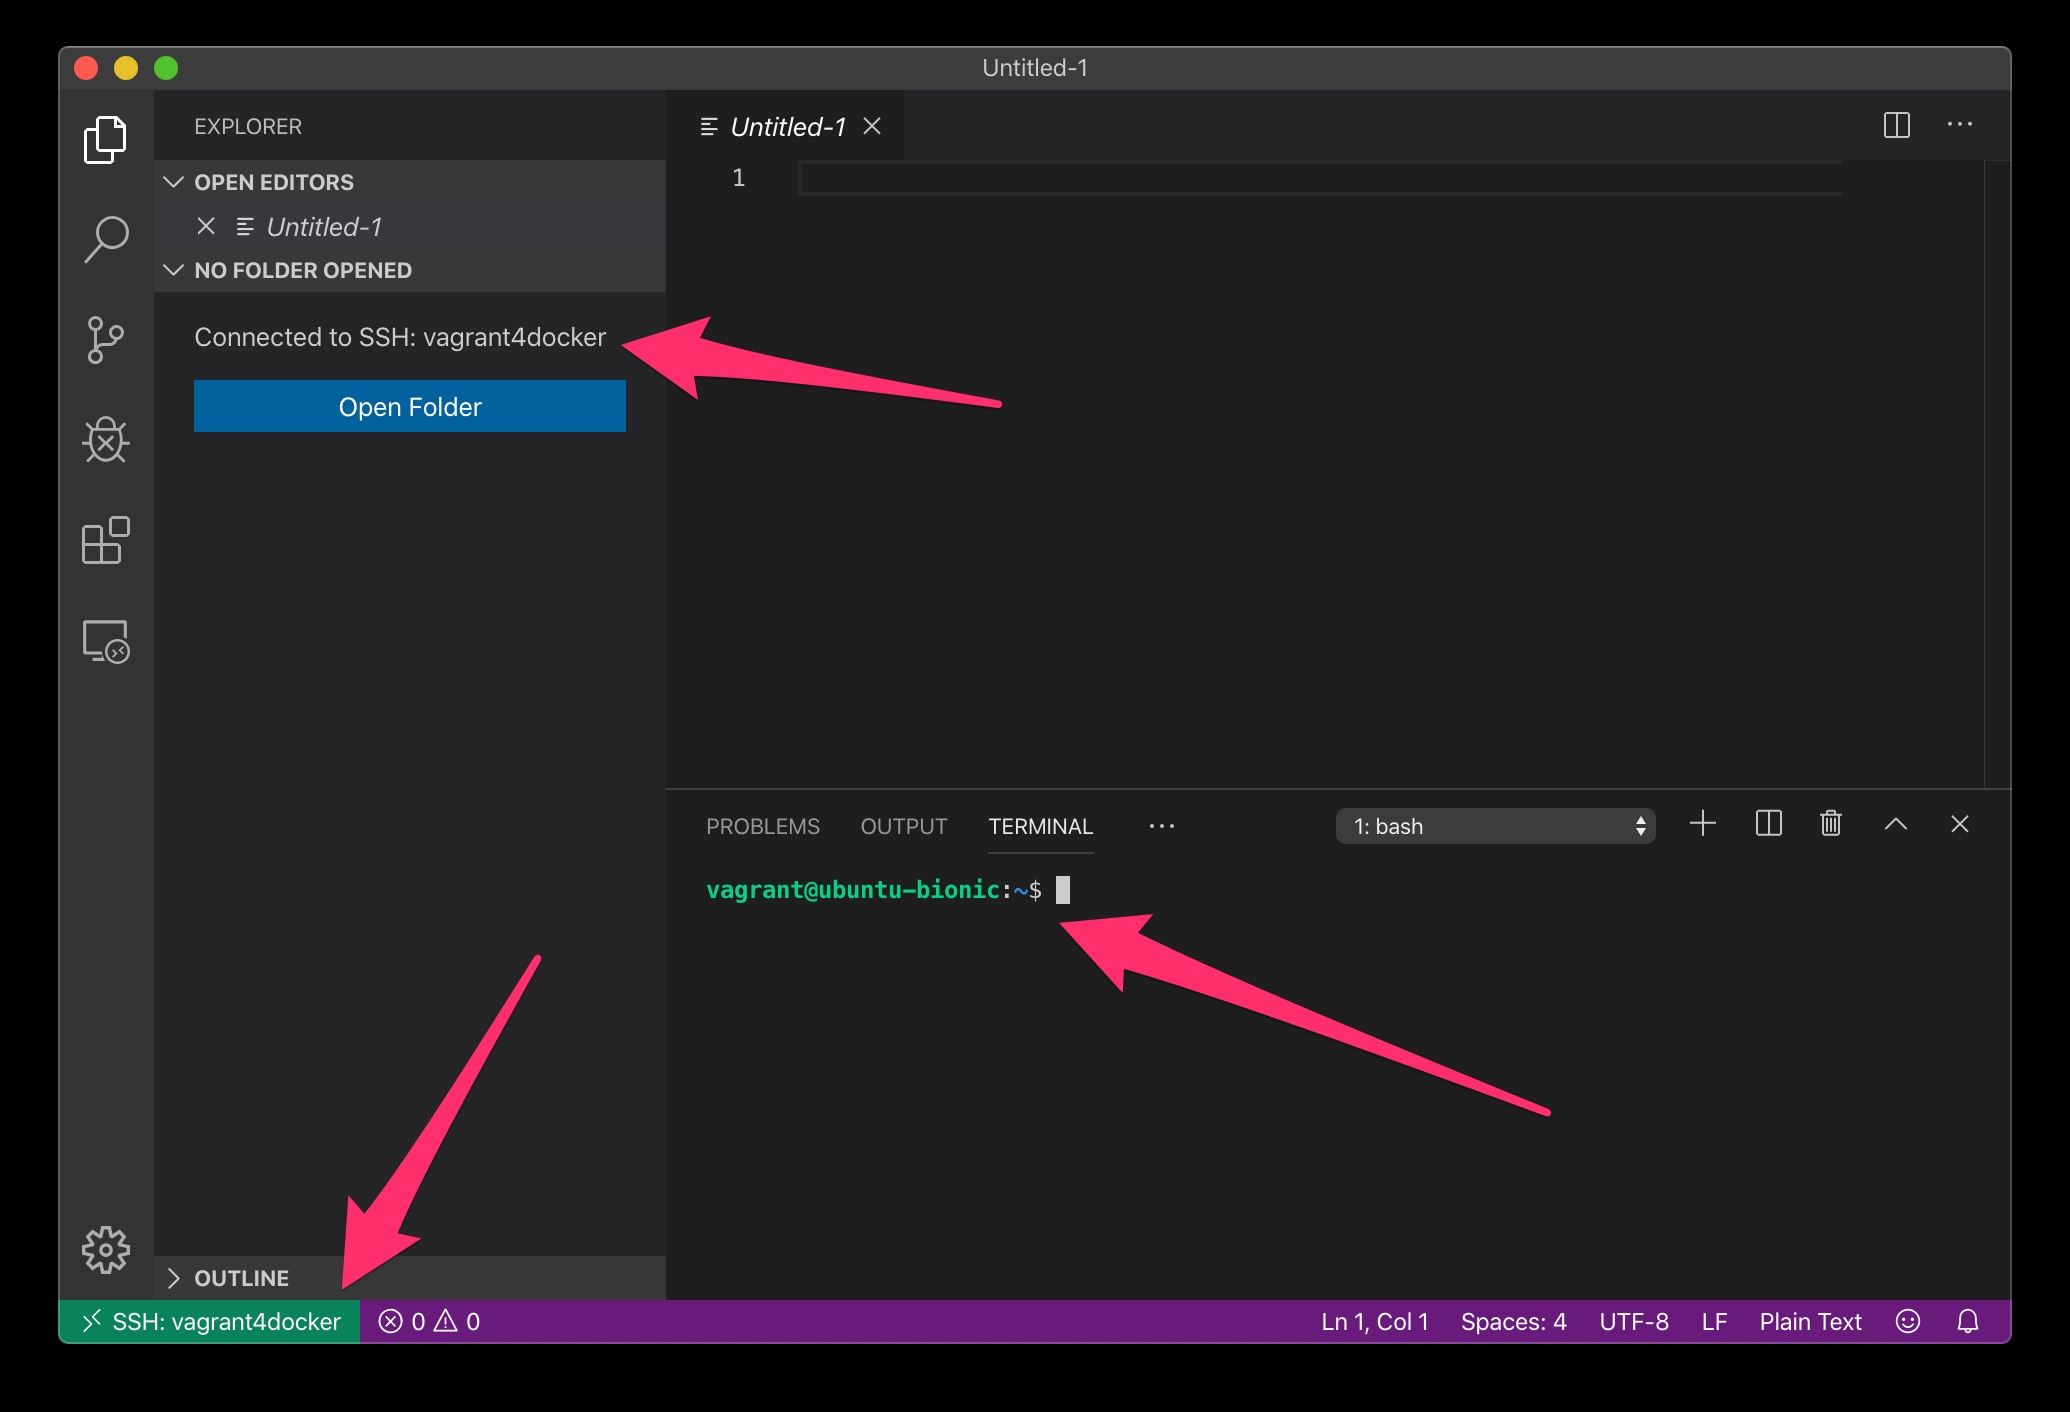 Untitled-1
EXPLORER
OPEN EDITORS
Untitled-1
NO FOLDER OPENED
Connected to SSH: vagrant4docker
Open Folder
OUTLINE
Untitled-1
1
PROBLEMS OUTPUT TERMINAL ··· 1: bash
vagrant@ubuntu-bionic:~$
SSH: vagrant4docker 0 0 Ln 1, Col 1 Spaces: 4 UTF-8 LF Plain Text